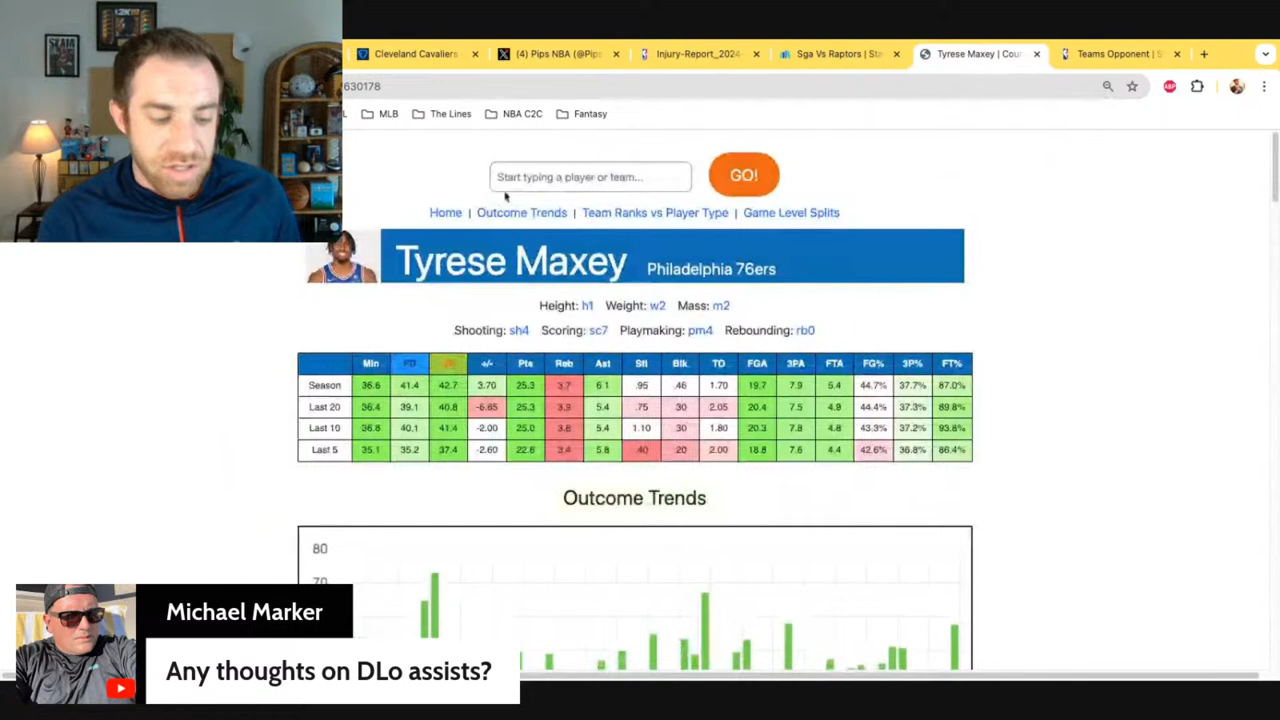 Cleveland Cavaliers
(4) Pips NBA (@Pips
Injury-Report_2024-
Sga Vs Raptors | Sta
Tyrese Maxey | Cou
Teams Opponent | S
630178
MLB
The Lines
NBA C2C
Fantasy
Start typing a player or team...
GO!
Home | Outcome Trends | Team Ranks vs Player Type | Game Level Splits
Tyrese Maxey Philadelphia 76ers
Height: h1 Weight: w2 Mass: m2
Shooting: sh4 Scoring: sc7 Playmaking: pm4 Rebounding: rb0
Min FD +/- Pts Reb Ast Stl Blk TO FGA 3PA FTA FG% 3P% FT%
Season 36.6 41.4 42.7 3.70 25.3 3.7 6.1 .95 .46 1.70 19.7 7.9 5.4 44.7% 37.7% 87.0%
Last 20 36.4 39.1 40.8 -6.65 25.3 3.9 5.4 .75 .30 2.05 20.4 7.5 4.9 44.4% 37.3% 89.8%
Last 10 36.8 40.1 41.4 -2.00 25.0 3.8 5.4 1.10 .30 1.80 20.3 7.8 4.8 43.3% 37.2% 93.8%
Last 5 35.1 35.2 37.4 -2.60 22.6 3.4 5.8 .40 .20 2.00 18.8 7.6 4.4 42.6% 36.8% 86.4%
Outcome Trends
80
70
Michael Marker
Any thoughts on DLo assists?